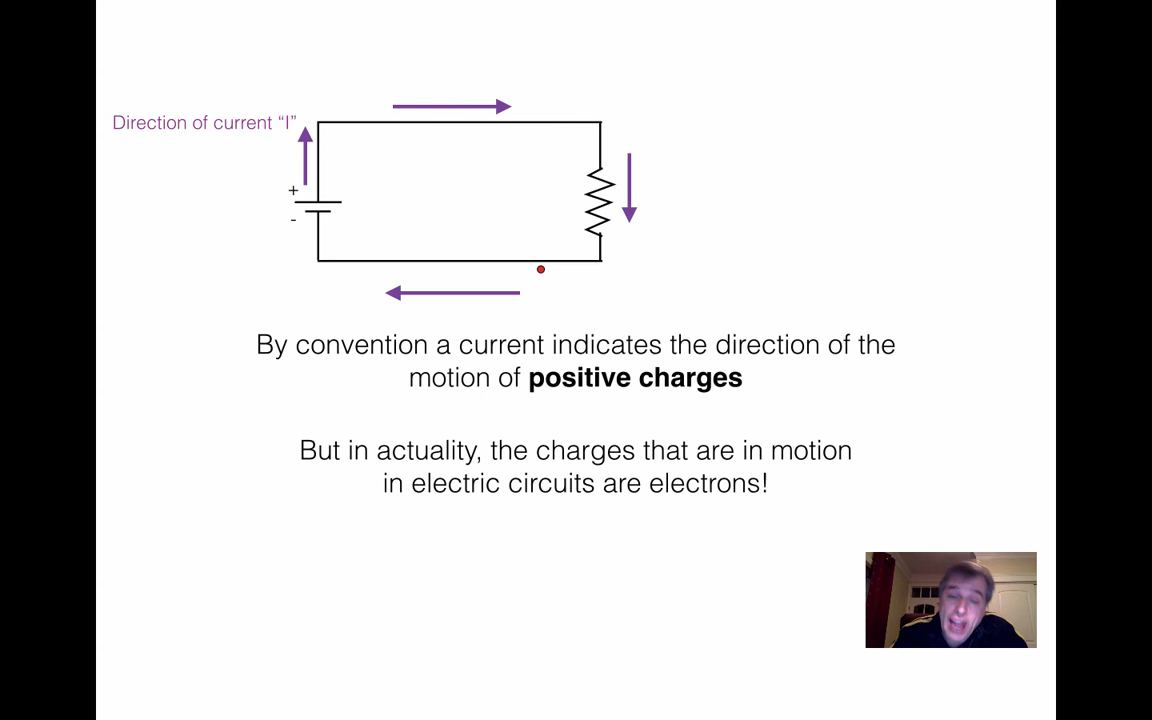 Direction of current “I”
+
-
By convention a current indicates the direction of the
motion of positive charges
But in actuality, the charges that are in motion
in electric circuits are electrons!